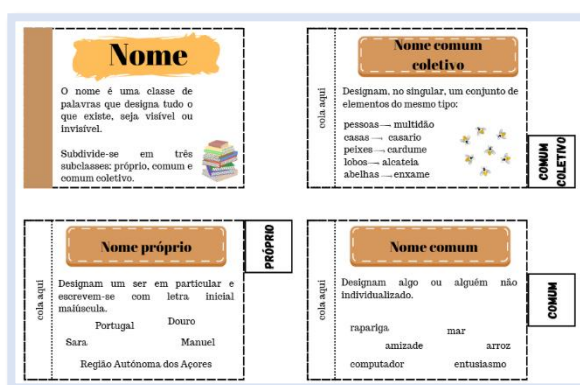 Nome
O nome é uma classe de
palavras que designa tudo o
que existe, seja visível ou
invisível.
Subdivide-se em três
subclasses: próprio, comum e
comum coletivo.
Nome comum
coletivo
cola aqui
Designam, no singular, um conjunto de
elementos do mesmo tipo:
pessoas → multidão
casas → casario
peixes → cardume
lobos → alcateia
abelhas → enxame
COMUM
COLETIVO
Nome próprio
cola aqui
Designam um ser em particular e
escrevem-se com letra inicial
maiúscula.
Portugal Douro
Sara Manuel
Região Autónoma dos Açores
PRÓPRIO
Nome comum
cola aqui
Designam algo ou alguém não
individualizado.
rapariga mar
amizade arroz
computador entusiasmo
COMUM